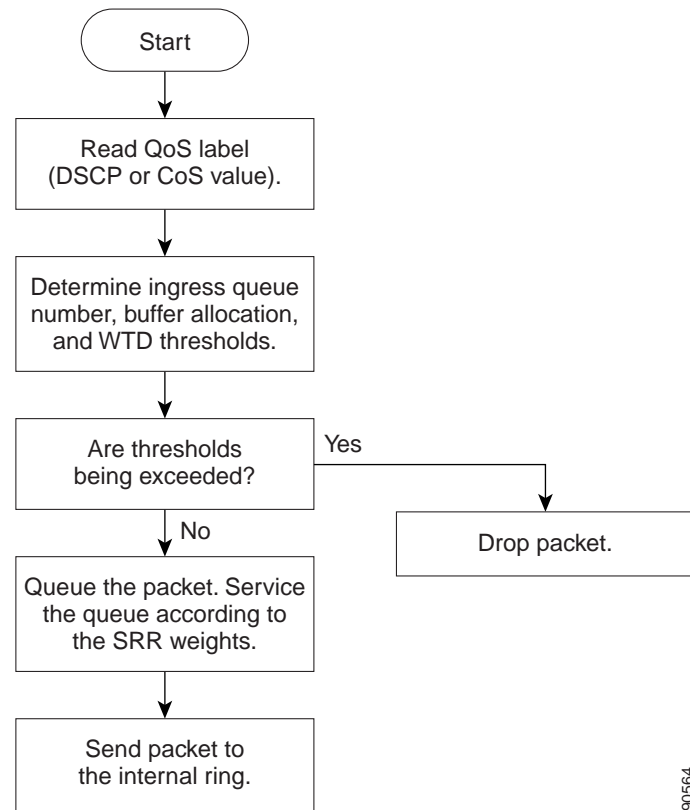 Start
Read QoS label
(DSCP or CoS value).
Determine ingress queue
number, buffer allocation,
and WTD thresholds.
Are thresholds
being exceeded?
Yes
No
Drop packet.
Queue the packet. Service
the queue according to
the SRR weights.
Send packet to
the internal ring.
90564